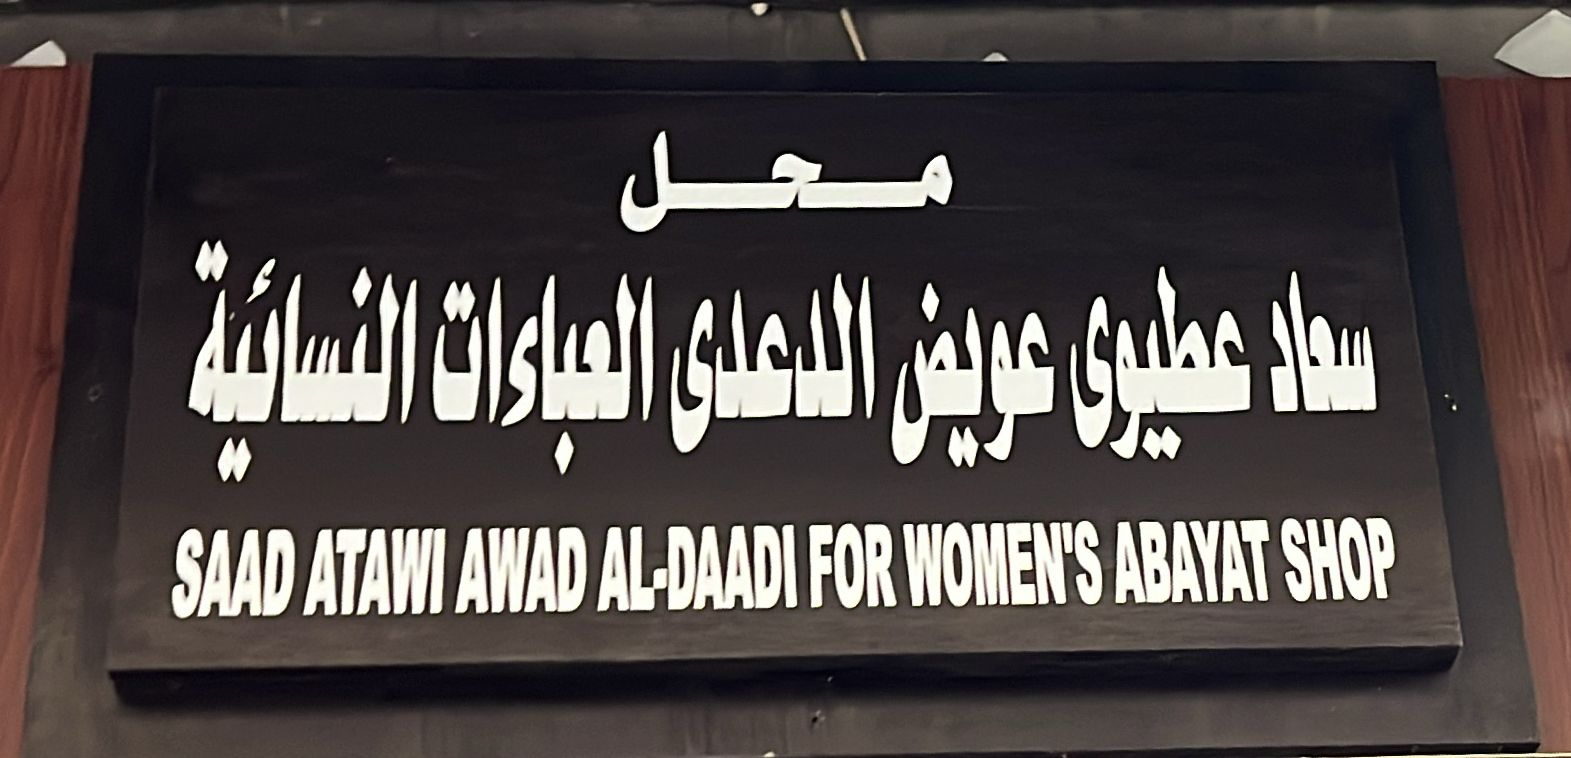 محل
سعاد عطيوى عويض الدعدى العباءات النسائية
SAAD ATAWI AWAD AL-DAADI FOR WOMEN'S ABAYAT SHOP